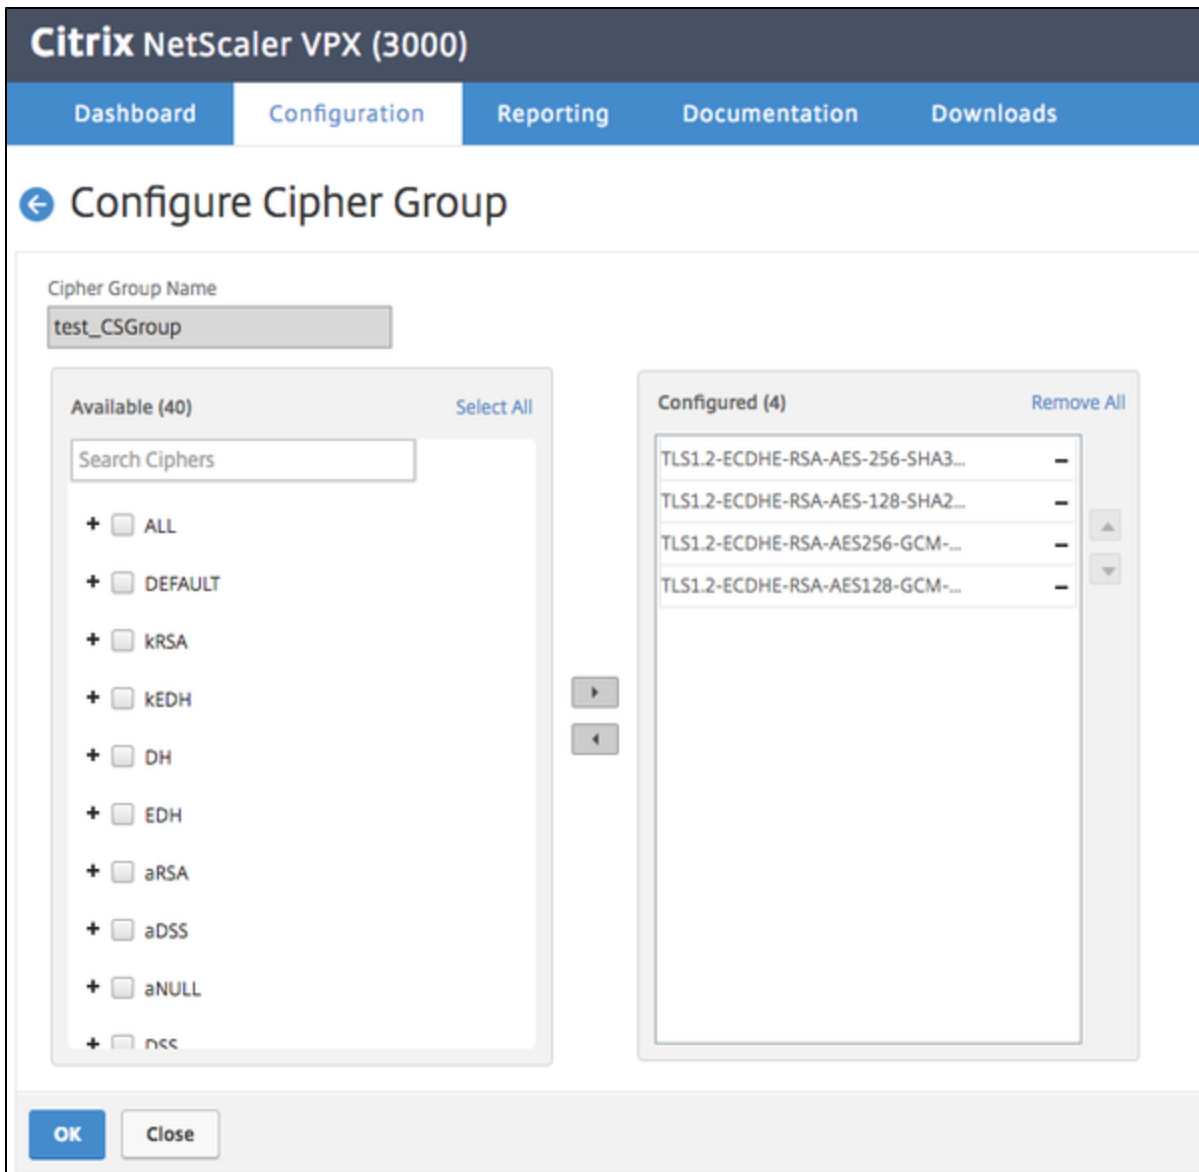 Citrix NetScaler VPX (3000)
Dashboard Configuration Reporting Documentation Downloads
Configure Cipher Group
Cipher Group Name
test_CSGroup
Available (40) Select All
Search Ciphers
+ ALL
+ DEFAULT
+ kRSA
+ kEDH
+ DH
+ EDH
+ aRSA
+ aDSS
+ aNULL
+ DSS
Configured (4) Remove All
TLS1.2-ECDHE-RSA-AES-256-SHA3... –
TLS1.2-ECDHE-RSA-AES-128-SHA2... –
TLS1.2-ECDHE-RSA-AES256-GCM-... –
TLS1.2-ECDHE-RSA-AES128-GCM-... –
OK Close